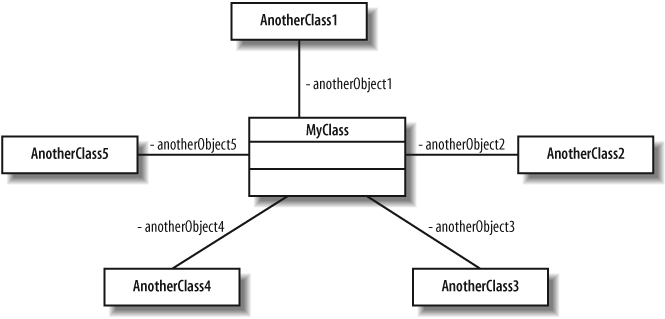 AnotherClass1
- anotherObject1
MyClass
- anotherObject5
- anotherObject2
AnotherClass5
AnotherClass2
- anotherObject4
- anotherObject3
AnotherClass4
AnotherClass3